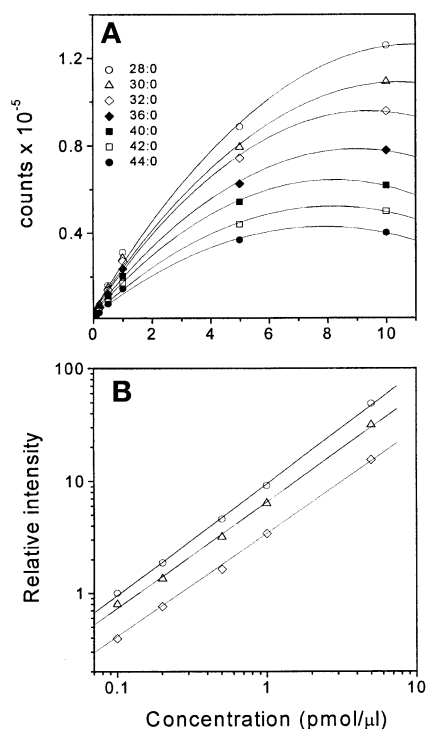 A
1.2
28:0
30:0
32:0
36:0
40:0
42:0
44:0
0.8
0.4
counts x 10⁻⁵
0 2 4 6 8 10
B
100
10
1
Relative intensity
0.1 1 10
Concentration (pmol/µl)